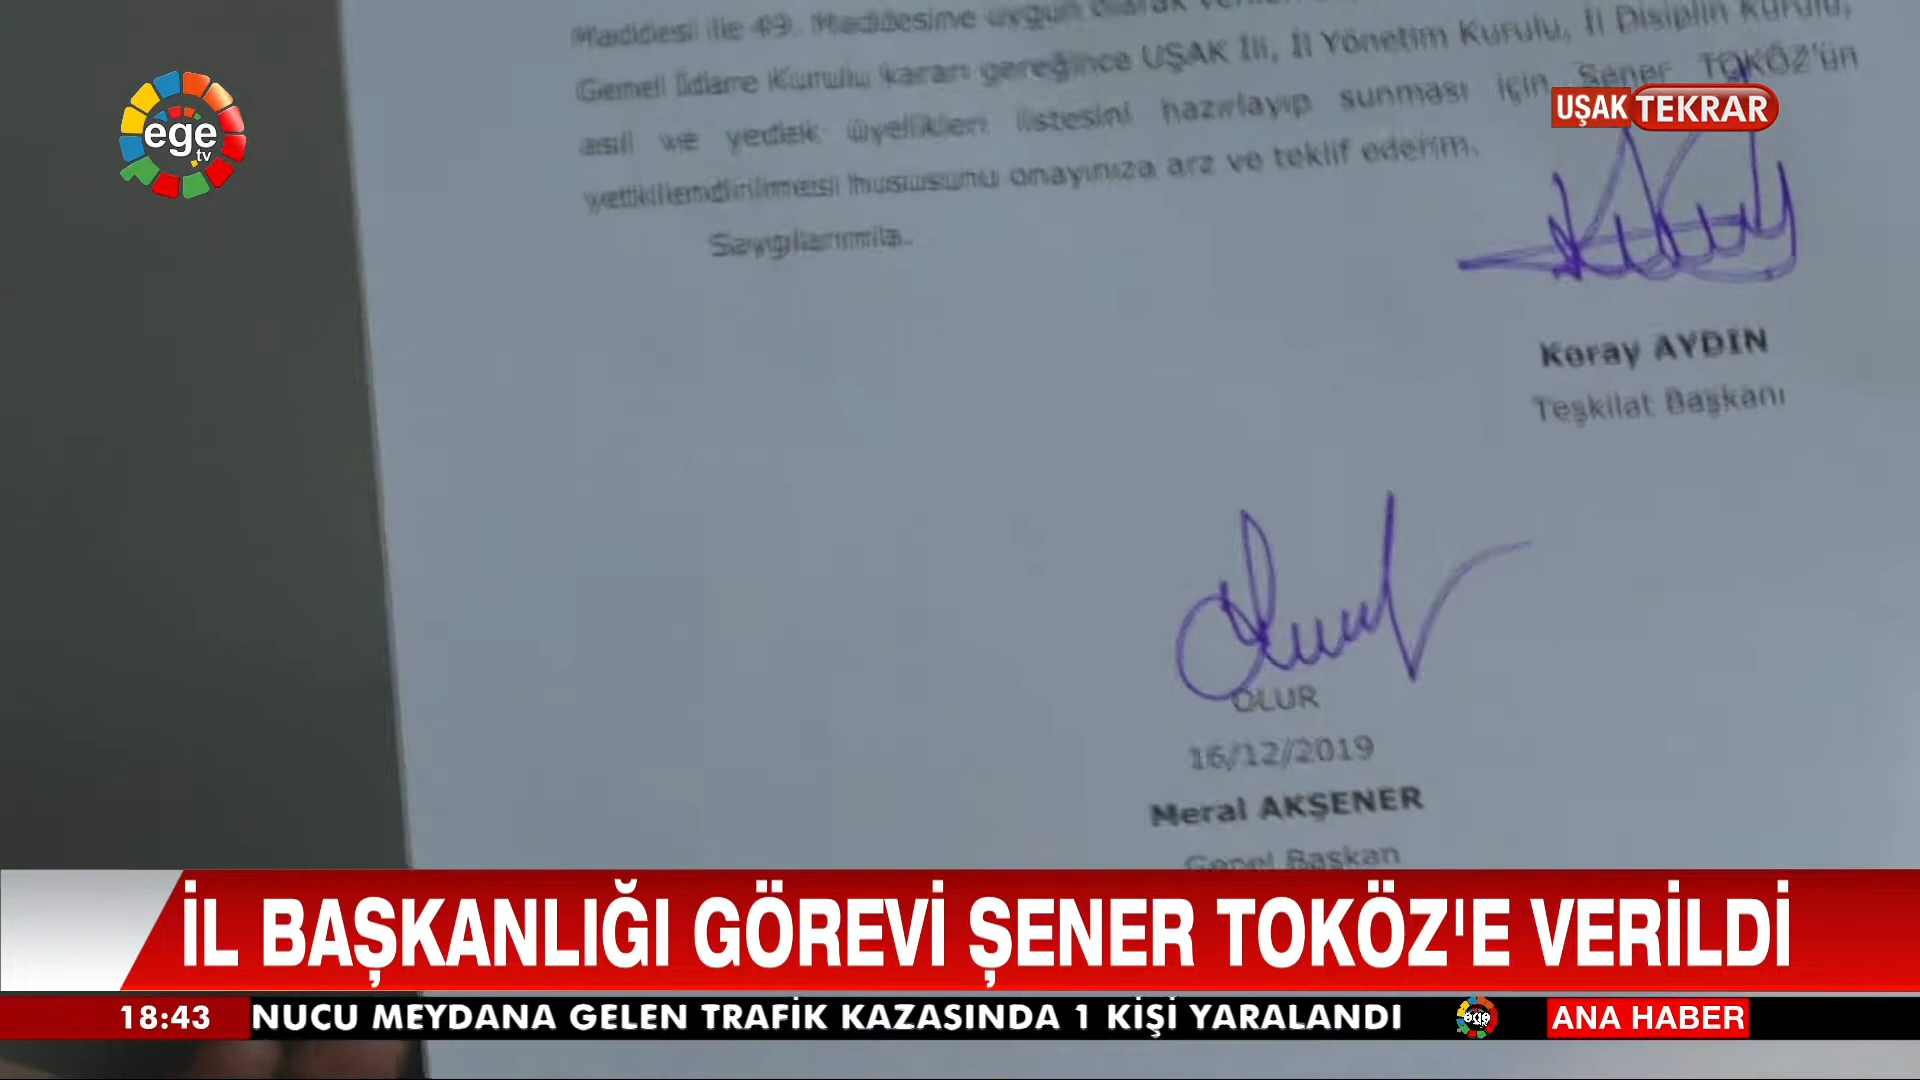 Maddesi ile 49. Maddesine uygun olarak
Genel İdare Kurulu kararı gereğince UŞAK İli, İl Yönetim Kurulu, İl Disiplin Kurulu,
asil ve yedek üyelikleri listesini hazırlayıp sunması için Şener TOKÖZ'ün
yetkilendirilmesi hususunu onayınıza arz ve teklif ederim.
Saygılarımla.
ege
tv
UŞAK TEKRAR
Koray AYDIN
Teşkilat Başkanı
OLUR
16/12/2019
Meral AKŞENER
Genel Başkan
İL BAŞKANLIĞI GÖREVİ ŞENER TOKÖZ'E VERİLDİ
18:43 NUCU MEYDANA GELEN TRAFİK KAZASINDA 1 KİŞİ YARALANDI ege ANA HABER